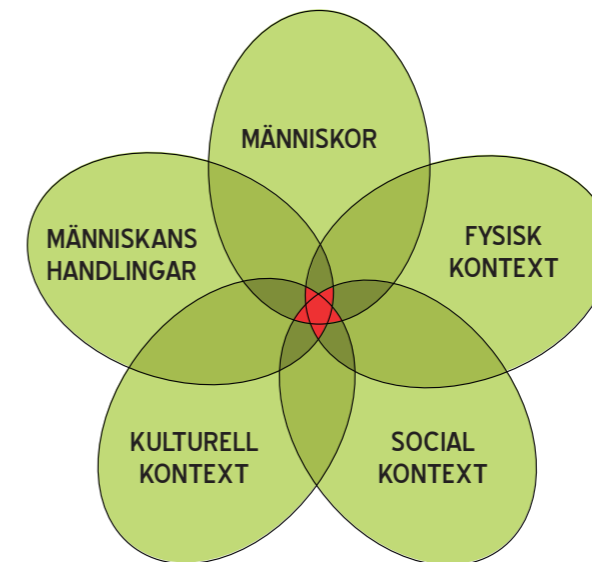 MÄNNISKOR
MÄNNISKANS
HANDLINGAR
FYSISK
KONTEXT
KULTURELL
KONTEXT
SOCIAL
KONTEXT